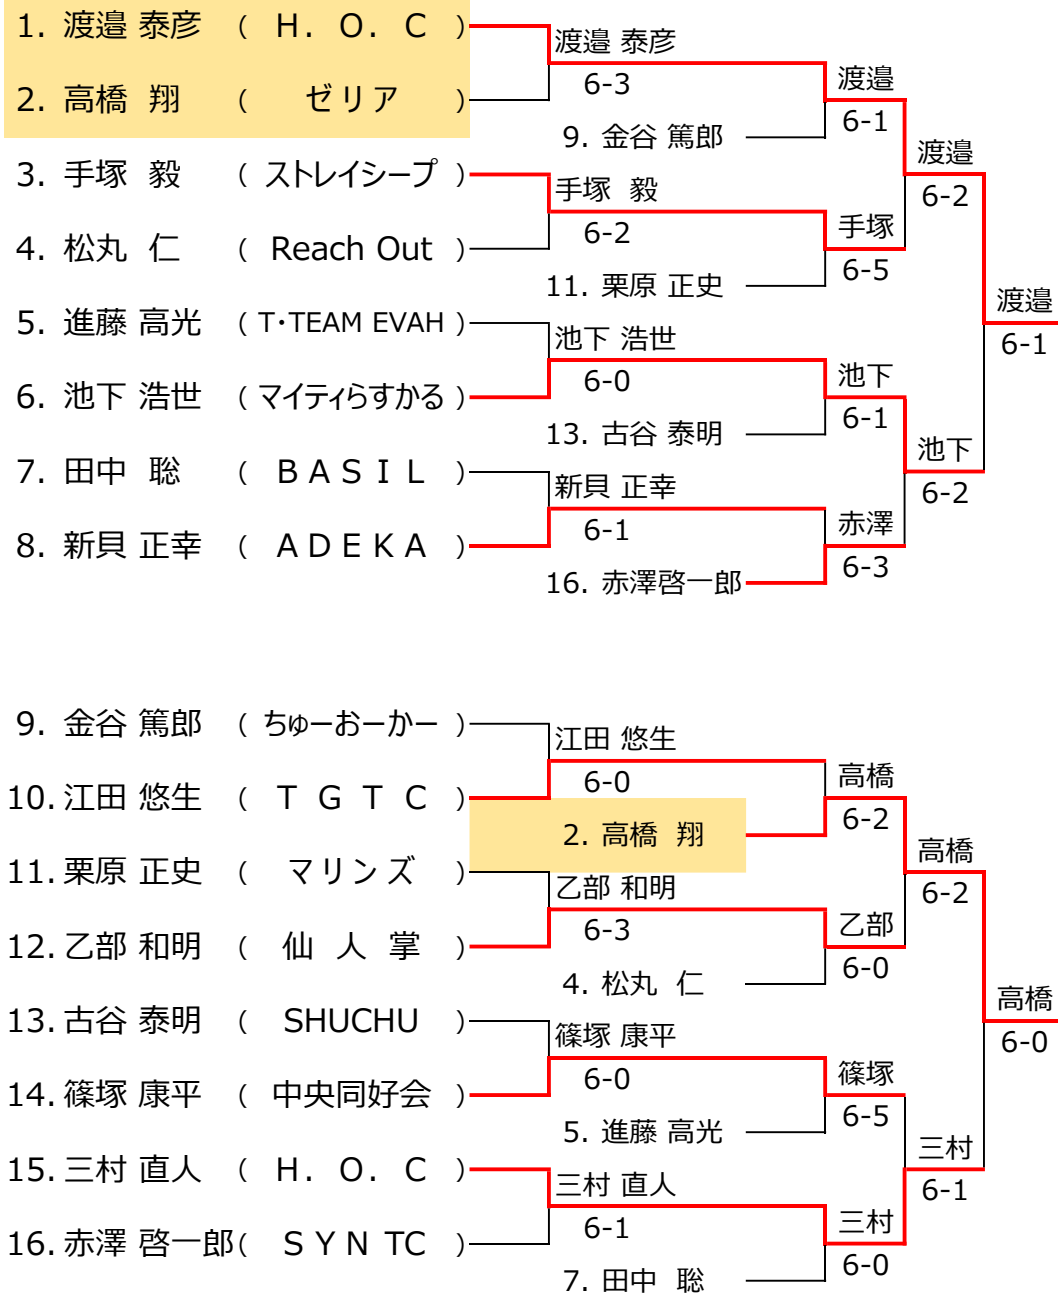 1. 渡邉 泰彦 ( H. O. C )
渡邉 泰彦
6-3
渡邉
6-1
2. 高橋 翔 ( ゼリア )
9. 金谷 篤郎
渡邉
6-2
3. 手塚 毅 ( ストレイシープ )
手塚 毅
6-2
手塚
6-5
4. 松丸 仁 ( Reach Out )
11. 栗原 正史
渡邉
6-1
5. 進藤 高光 ( T・TEAM EVAH )
池下 浩世
6-0
池下
6-1
6. 池下 浩世 ( マイティらすかる )
13. 古谷 泰明
池下
6-2
7. 田中 聡 ( BASIL )
新貝 正幸
6-1
赤澤
6-3
8. 新貝 正幸 ( ADEKA )
16. 赤澤啓一郎
9. 金谷 篤郎 ( ちゅーおーかー )
江田 悠生
6-0
高橋
6-2
10. 江田 悠生 ( T G T C )
2. 高橋 翔
高橋
6-2
11. 栗原 正史 ( マリンズ )
乙部 和明
6-3
乙部
6-0
12. 乙部 和明 ( 仙人掌 )
4. 松丸 仁
高橋
6-0
13. 古谷 泰明 ( SHUCHU )
篠塚 康平
6-0
篠塚
6-5
14. 篠塚 康平 ( 中央同好会 )
5. 進藤 高光
三村
6-1
15. 三村 直人 ( H. O. C )
三村 直人
6-1
三村
6-0
16. 赤澤 啓一郎 ( SYN TC )
7. 田中 聡